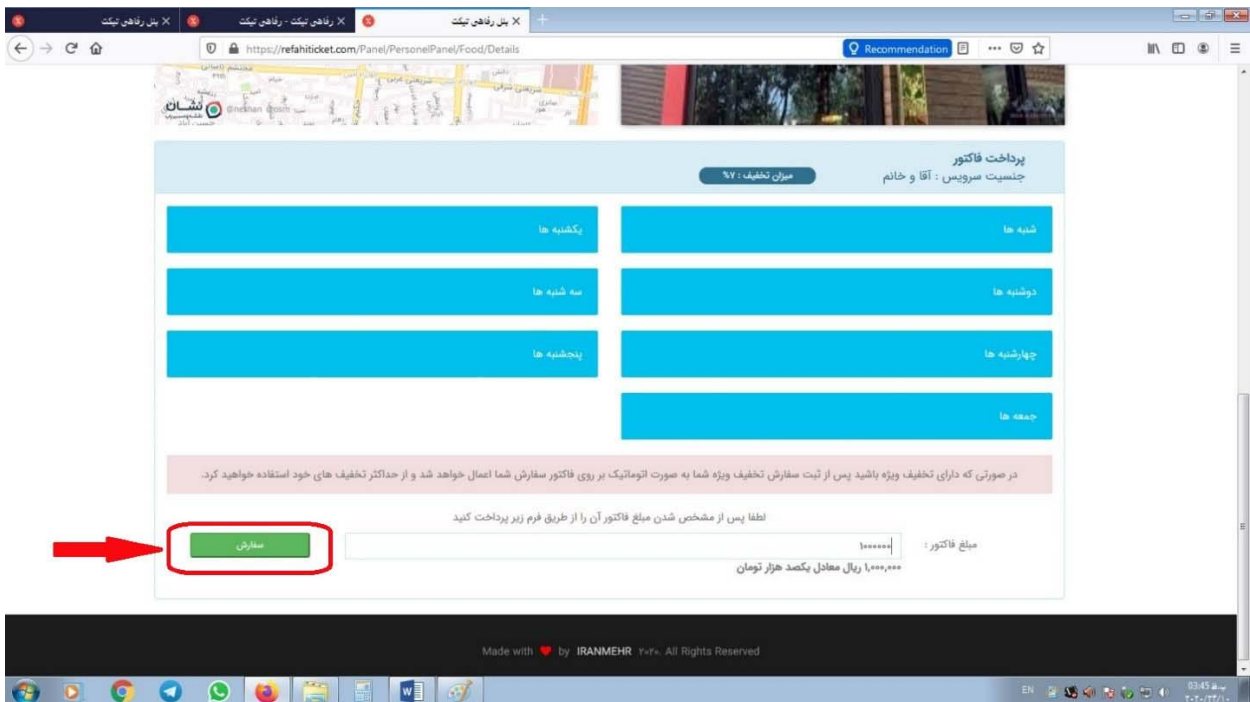 پنل رفاهی تیکت
رفاهی تیکت - رفاهی تیکت
پنل رفاهی تیکت
https://refahiticket.com/Panel/PersonelPanel/Food/Details
Recommendation
نشان
پرداخت فاکتور
جنسیت سرویس : آقا و خانم
میزان تخفیف : ۷%
شنبه ها
یکشنبه ها
دوشنبه ها
سه شنبه ها
چهارشنبه ها
پنجشنبه ها
جمعه ها
در صورتی که دارای تخفیف ویژه باشید پس از ثبت سفارش تخفیف ویژه شما به صورت اتوماتیک بر روی فاکتور سفارش شما اعمال خواهد شد و از حداکثر تخفیف های خود استفاده خواهید کرد.
لطفا پس از مشخص شدن مبلغ فاکتور آن را از طریق فرم زیر پرداخت کنید
مبلغ فاکتور :
۱۰۰۰۰۰۰
سفارش
۱,۰۰۰,۰۰۰ ریال معادل یکصد هزار تومان
Made with by IRANMEHR ۲۰۲۰. All Rights Reserved
EN
03:45 ب.ظ